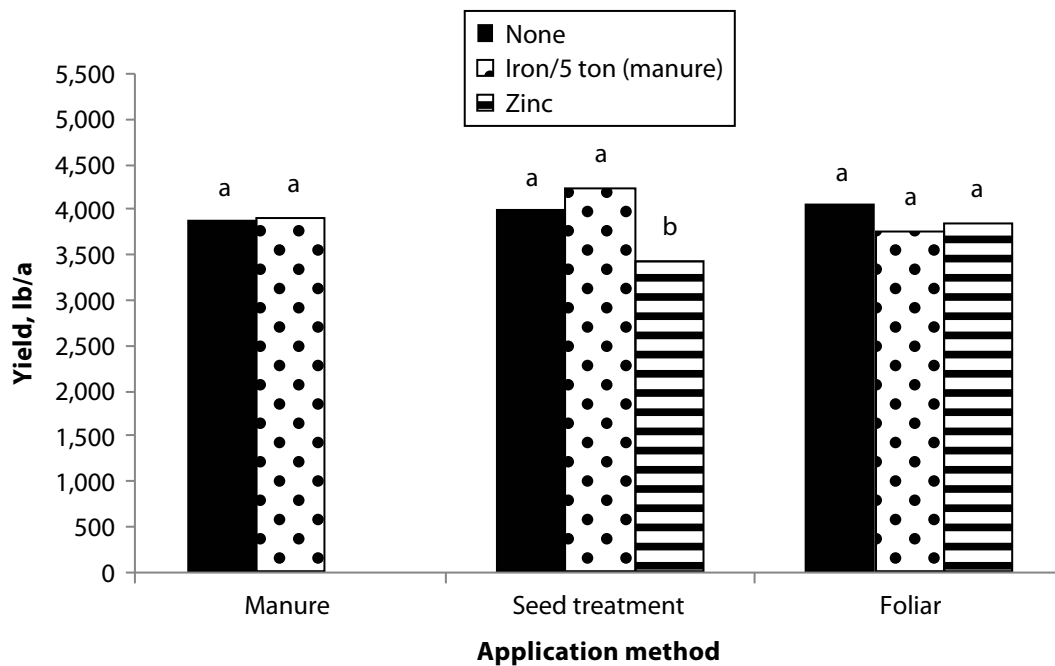 None
Iron/5 ton (manure)
Zinc
5,500
5,000
4,500
4,000
3,500
3,000
2,500
2,000
1,500
1,000
500
0
Yield, lb/a
a
a
a
a
b
a
a
a
Manure
Seed treatment
Foliar
Application method